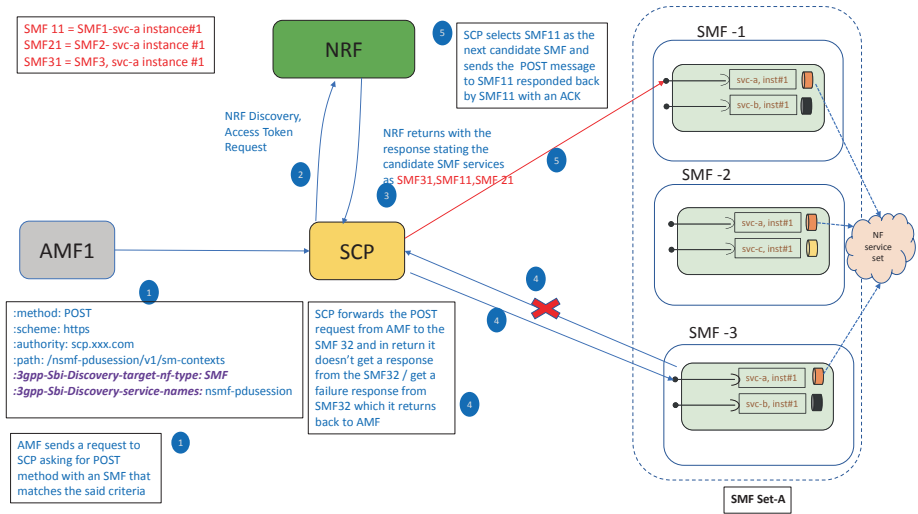 SMF 11 = SMF1-svc-a instance#1
SMF21 = SMF2- svc-a instance #1
SMF31 = SMF3, svc-a instance #1
NRF
5
SCP selects SMF11 as the
next candidate SMF and
sends the POST message
to SMF11 responded back
by SMF11 with an ACK
SMF -1
svc-a, inst#1
svc-b, inst#1
NRF Discovery,
Access Token
Request
2
NRF returns with the
response stating the
candidate SMF services
as SMF31,SMF11,SMF 21
3
5
SMF -2
svc-a, inst#1
svc-c, inst#1
NF
service
set
AMF1
SCP
1
4
4
:method: POST
:scheme: https
:authority: scp.xxx.com
:path: /nsmf-pdusession/v1/sm-contexts
:3gpp-Sbi-Discovery-target-nf-type: SMF
:3gpp-Sbi-Discovery-service-names: nsmf-pdusession
SCP forwards the POST
request from AMF to the
SMF 32 and in return it
doesn't get a response
from the SMF32 / get a
failure response from
SMF32 which it returns
back to AMF
4
SMF -3
svc-a, inst#1
svc-b, inst#1
AMF sends a request to
SCP asking for POST
method with an SMF that
matches the said criteria
1
SMF Set-A